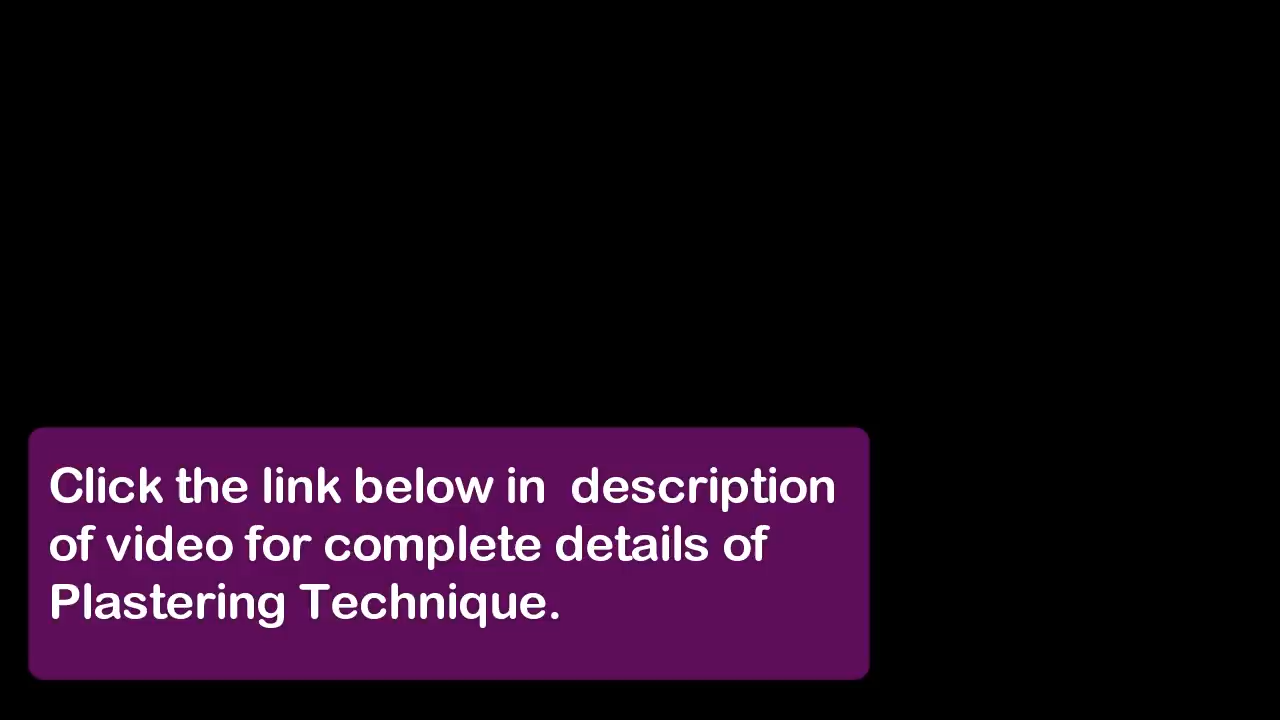 Click the link below in  description
of video for complete details of
Plastering Technique.